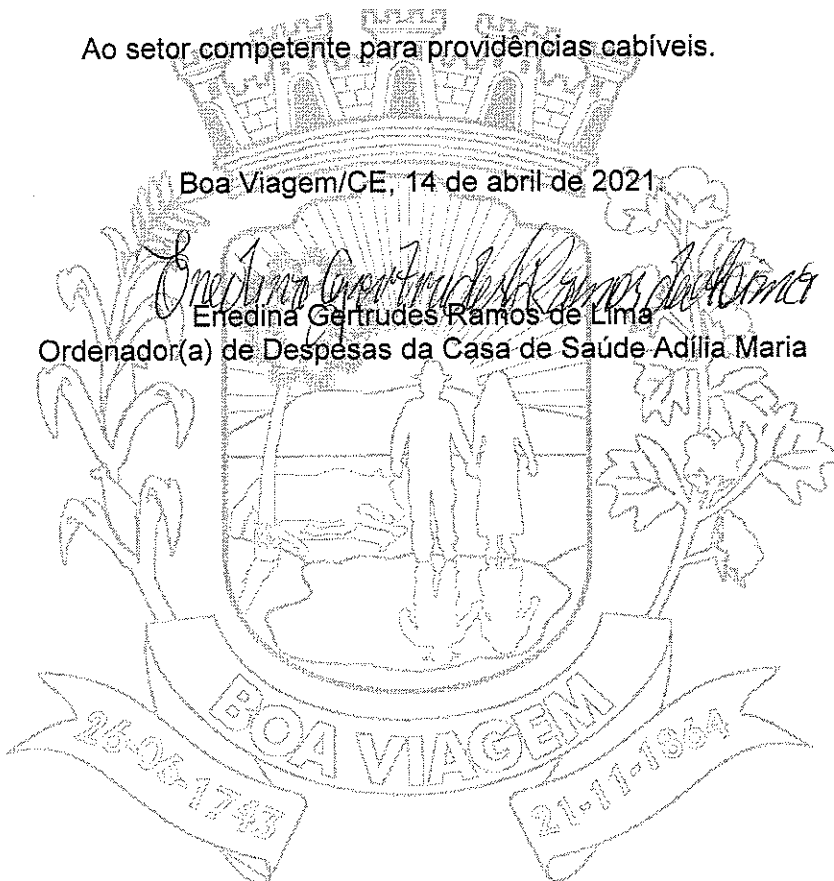 Ao setor competente para providências cabíveis.
Boa Viagem/CE, 14 de abril de 2021.
Enedina Gertrudes Ramos de Lima
Enedina Gertrudes Ramos de Lima
Ordenador(a) de Despesas da Casa de Saúde Adília Maria
BOA VIAGEM
26-06-1743
21-11-1864